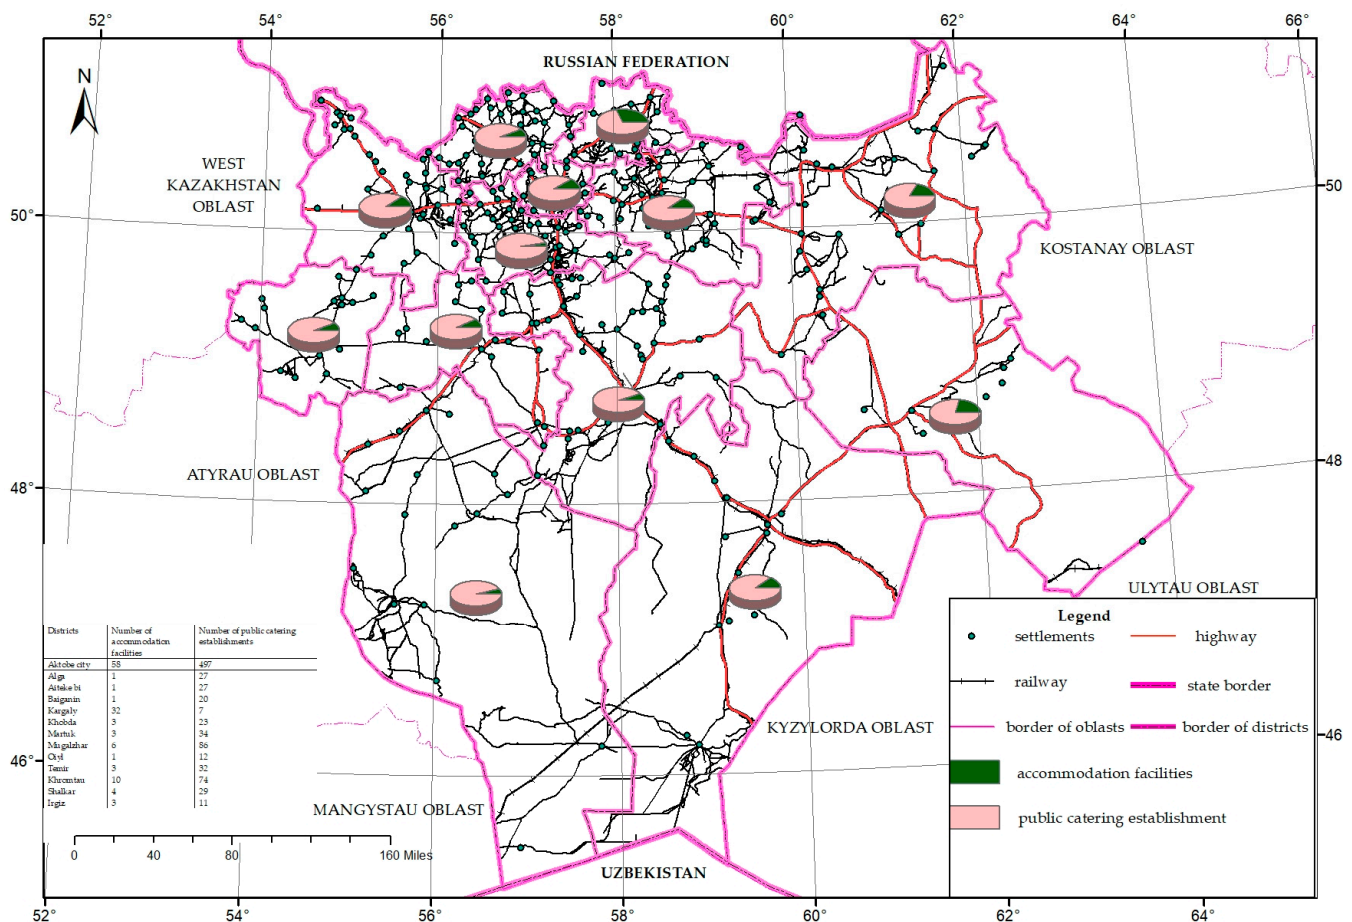 52° 54° 56° 58° 60° 62° 64° 66°
N
RUSSIAN FEDERATION
WEST
KAZAKHSTAN
OBLAST
50° 50
KOSTANAY OBLAST
ATYRAU OBLAST
48° 48
ULYTAU OBLAST
KYZYLORDA OBLAST
46° 46
MANGYSTAU OBLAST
UZBEKISTAN
Districts Number of accommodation facilities Number of public catering establishments
Aktobe city 58 497
Alga 1 27
Aiteke bi 1 27
Baiganin 1 20
Kargaly 32 7
Khobda 3 23
Martuk 3 34
Mugalzhar 6 86
Oiyl 1 12
Temir 3 32
Khromtau 10 74
Shalkar 4 29
Irgiz 3 11
0 40 80 160 Miles
Legend
settlements highway
railway state border
border of oblasts border of districts
accommodation facilities
public catering establishment
52° 54° 56° 58° 60° 62°